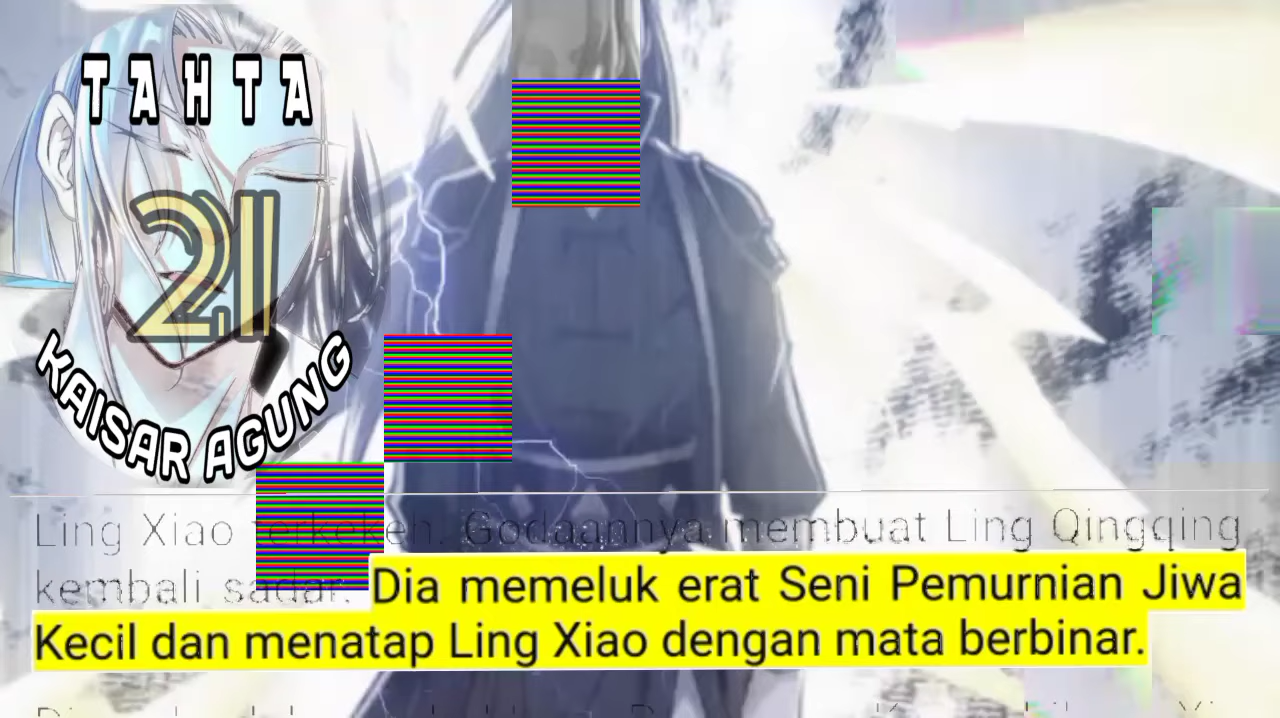 TAHTA
21
KAISAR AGUNG
Ling Xiao terkekeh. Godaannya membuat Ling Qingqing
kembali sadar. Dia memeluk erat Seni Pemurnian Jiwa
Kecil dan menatap Ling Xiao dengan mata berbinar.